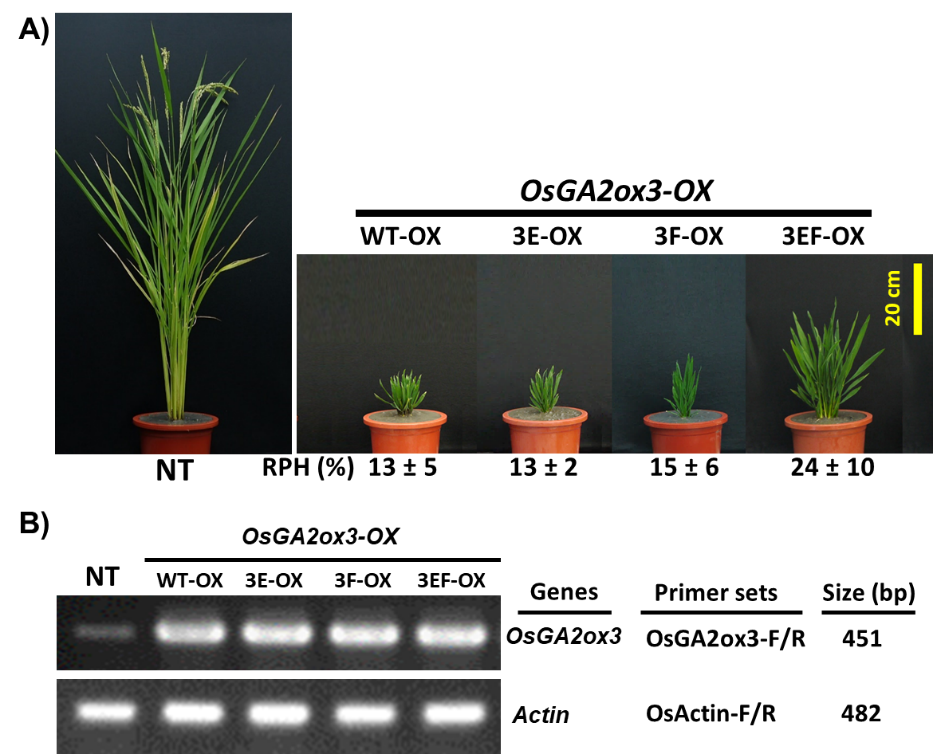 A)
OsGA2ox3-OX
WT-OX 3E-OX 3F-OX 3EF-OX
20 cm
NT
RPH (%) 13 ± 5 13 ± 2 15 ± 6 24 ± 10
B)
OsGA2ox3-OX
NT WT-OX 3E-OX 3F-OX 3EF-OX
Genes Primer sets Size (bp)
OsGA2ox3 OsGA2ox3-F/R 451
Actin OsActin-F/R 482